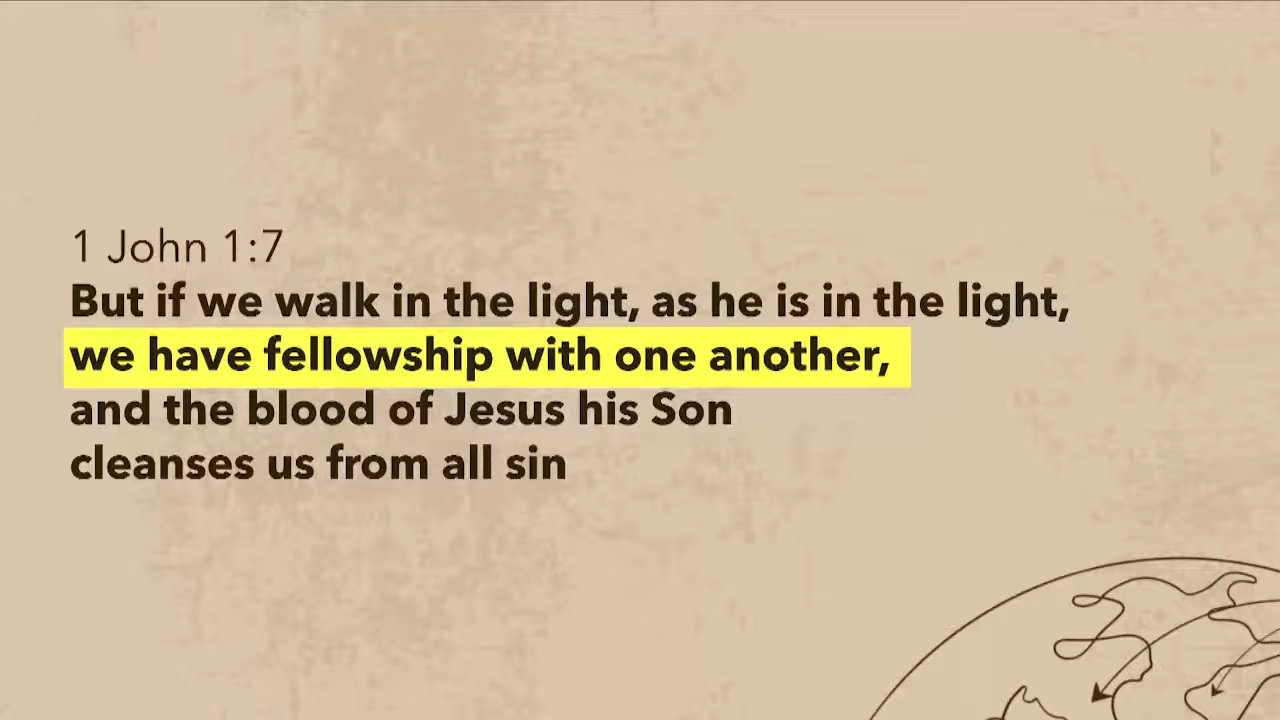 1 John 1:7
But if we walk in the light, as he is in the light,
we have fellowship with one another,
and the blood of Jesus his Son
cleanses us from all sin